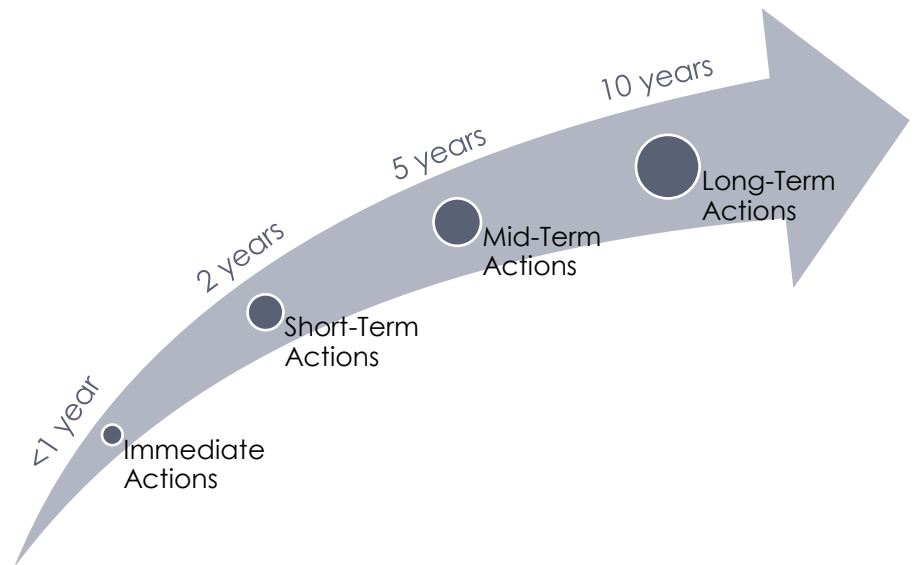 <1 year
Immediate
Actions
2 years
Short-Term
Actions
5 years
Mid-Term
Actions
10 years
Long-Term
Actions